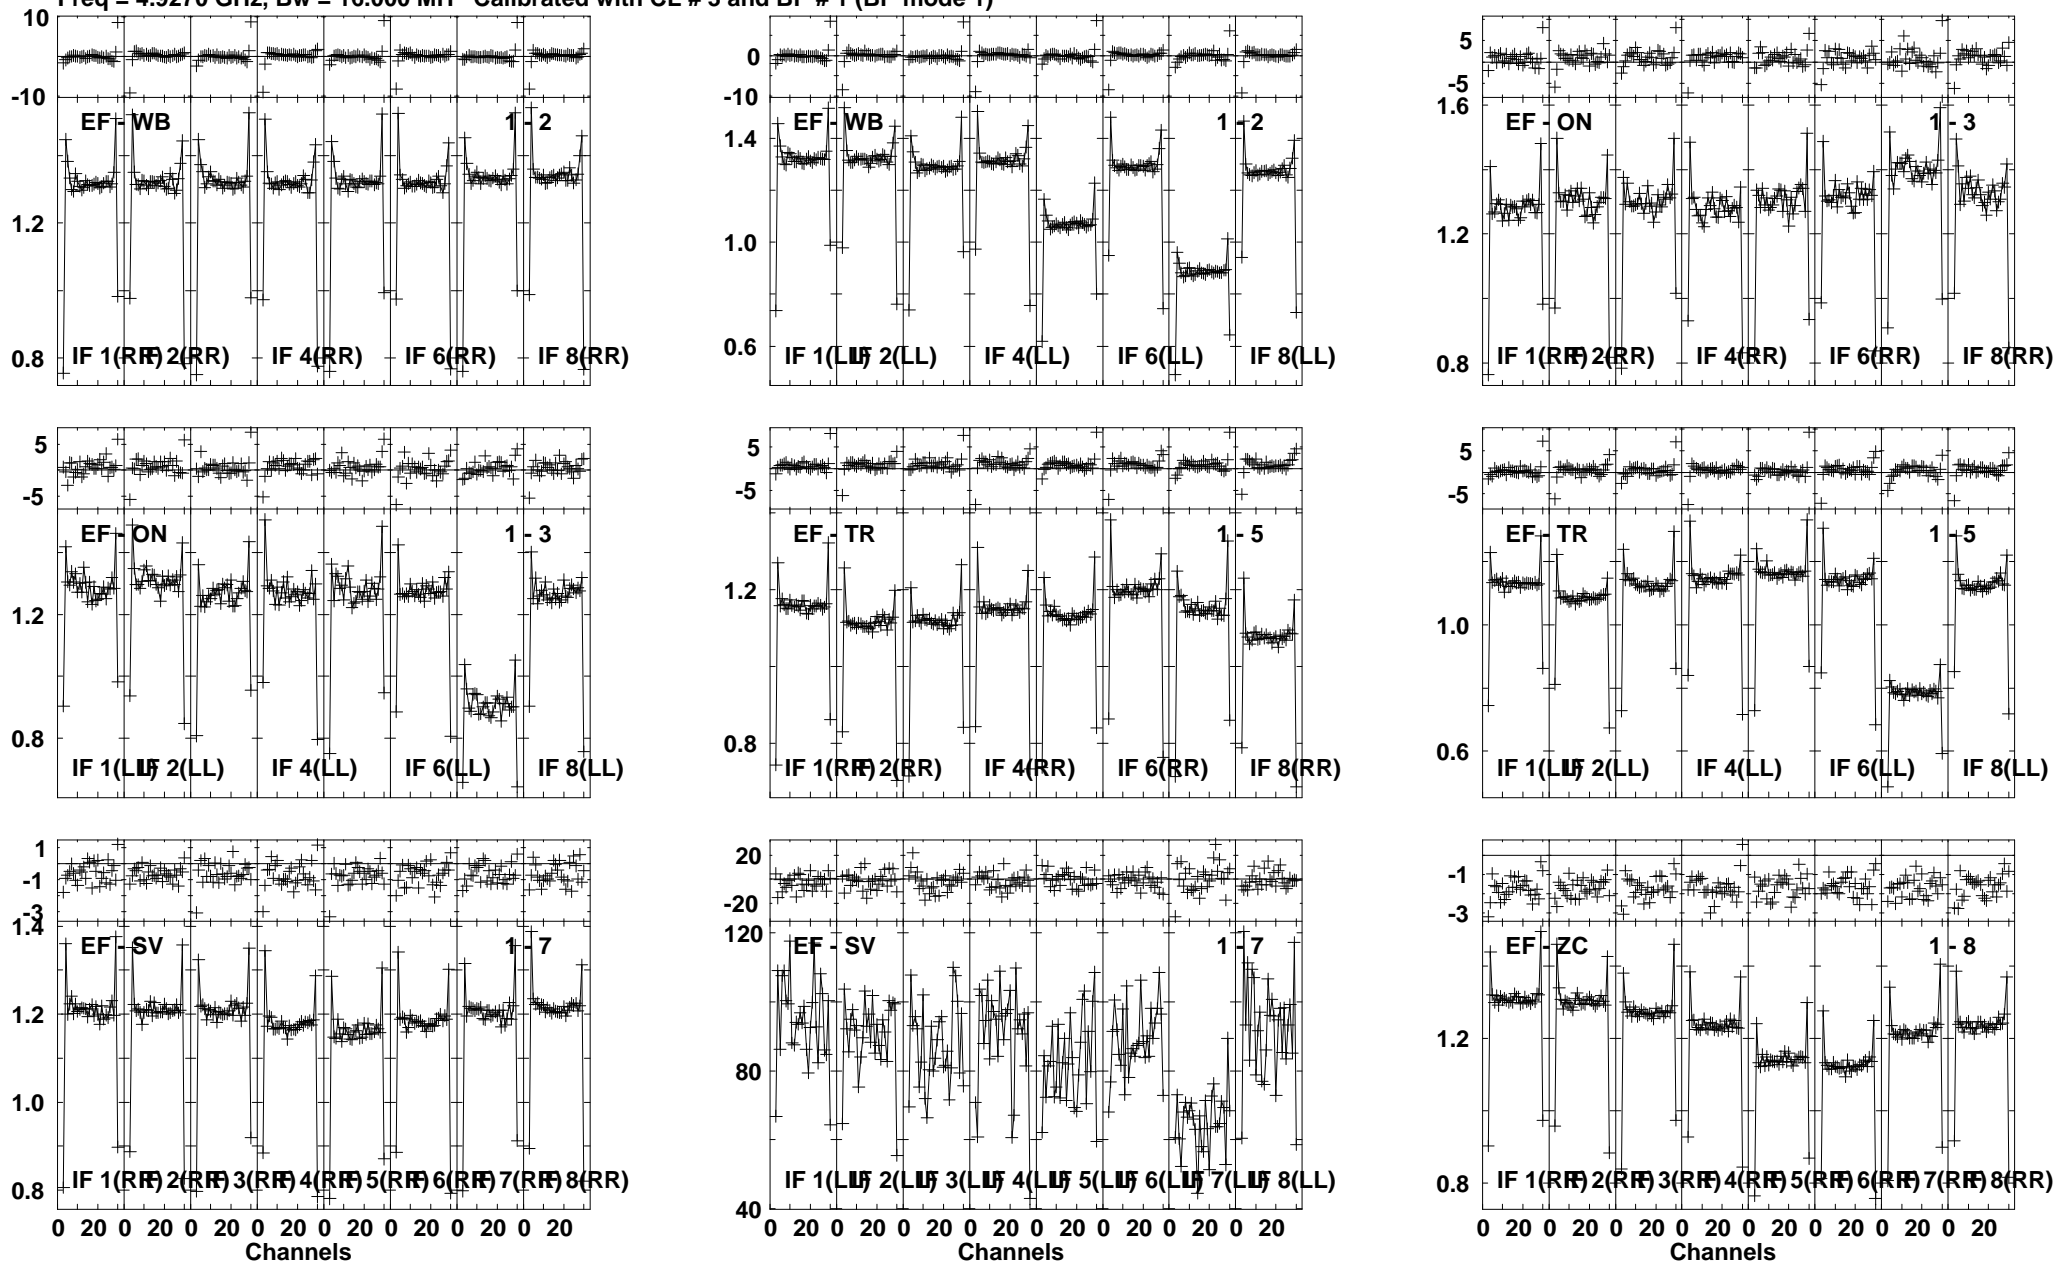 Freq = 4.9270 GHz, Bw = 16.000 MH Calibrated with CL # 3 and BP # 1 (BP mode 1)
10
-10
EF - WB 1 - 2
1.2
0.8
IF 1(RR) IF 2(RR) IF 4(RR) IF 6(RR) IF 8(RR)
0
-10
EF - WB 1 - 2
1.4
1.0
0.6
IF 1(LL) IF 2(LL) IF 4(LL) IF 6(LL) IF 8(LL)
5
-5
1.6
EF - ON 1 - 3
1.2
0.8
IF 1(RR) IF 2(RR) IF 4(RR) IF 6(RR) IF 8(RR)
5
-5
EF - ON 1 - 3
1.2
0.8
IF 1(LL) IF 2(LL) IF 4(LL) IF 6(LL) IF 8(LL)
5
-5
EF - TR 1 - 5
1.2
0.8
IF 1(RR) IF 2(RR) IF 4(RR) IF 6(RR) IF 8(RR)
5
-5
EF - TR 1 - 5
1.0
0.6
IF 1(LL) IF 2(LL) IF 4(LL) IF 6(LL) IF 8(LL)
1
-1
-3
1.4
EF - SV 1 - 7
1.2
1.0
0.8
IF 1(RR) IF 2(RR) IF 3(RR) IF 4(RR) IF 5(RR) IF 6(RR) IF 7(RR) IF 8(RR)
0 20 0 20 0 20 0 20 0 20 0 20 0 20 0 20
Channels
20
-20
120
EF - SV 1 - 7
80
40
IF 1(LL) IF 2(LL) IF 3(LL) IF 4(LL) IF 5(LL) IF 6(LL) IF 7(LL) IF 8(LL)
0 20 0 20 0 20 0 20 0 20 0 20 0 20 0 20
Channels
-1
-3
EF - ZC 1 - 8
1.2
0.8
IF 1(RR) IF 2(RR) IF 3(RR) IF 4(RR) IF 5(RR) IF 6(RR) IF 7(RR) IF 8(RR)
0 20 0 20 0 20 0 20 0 20 0 20 0 20 0 20
Channels